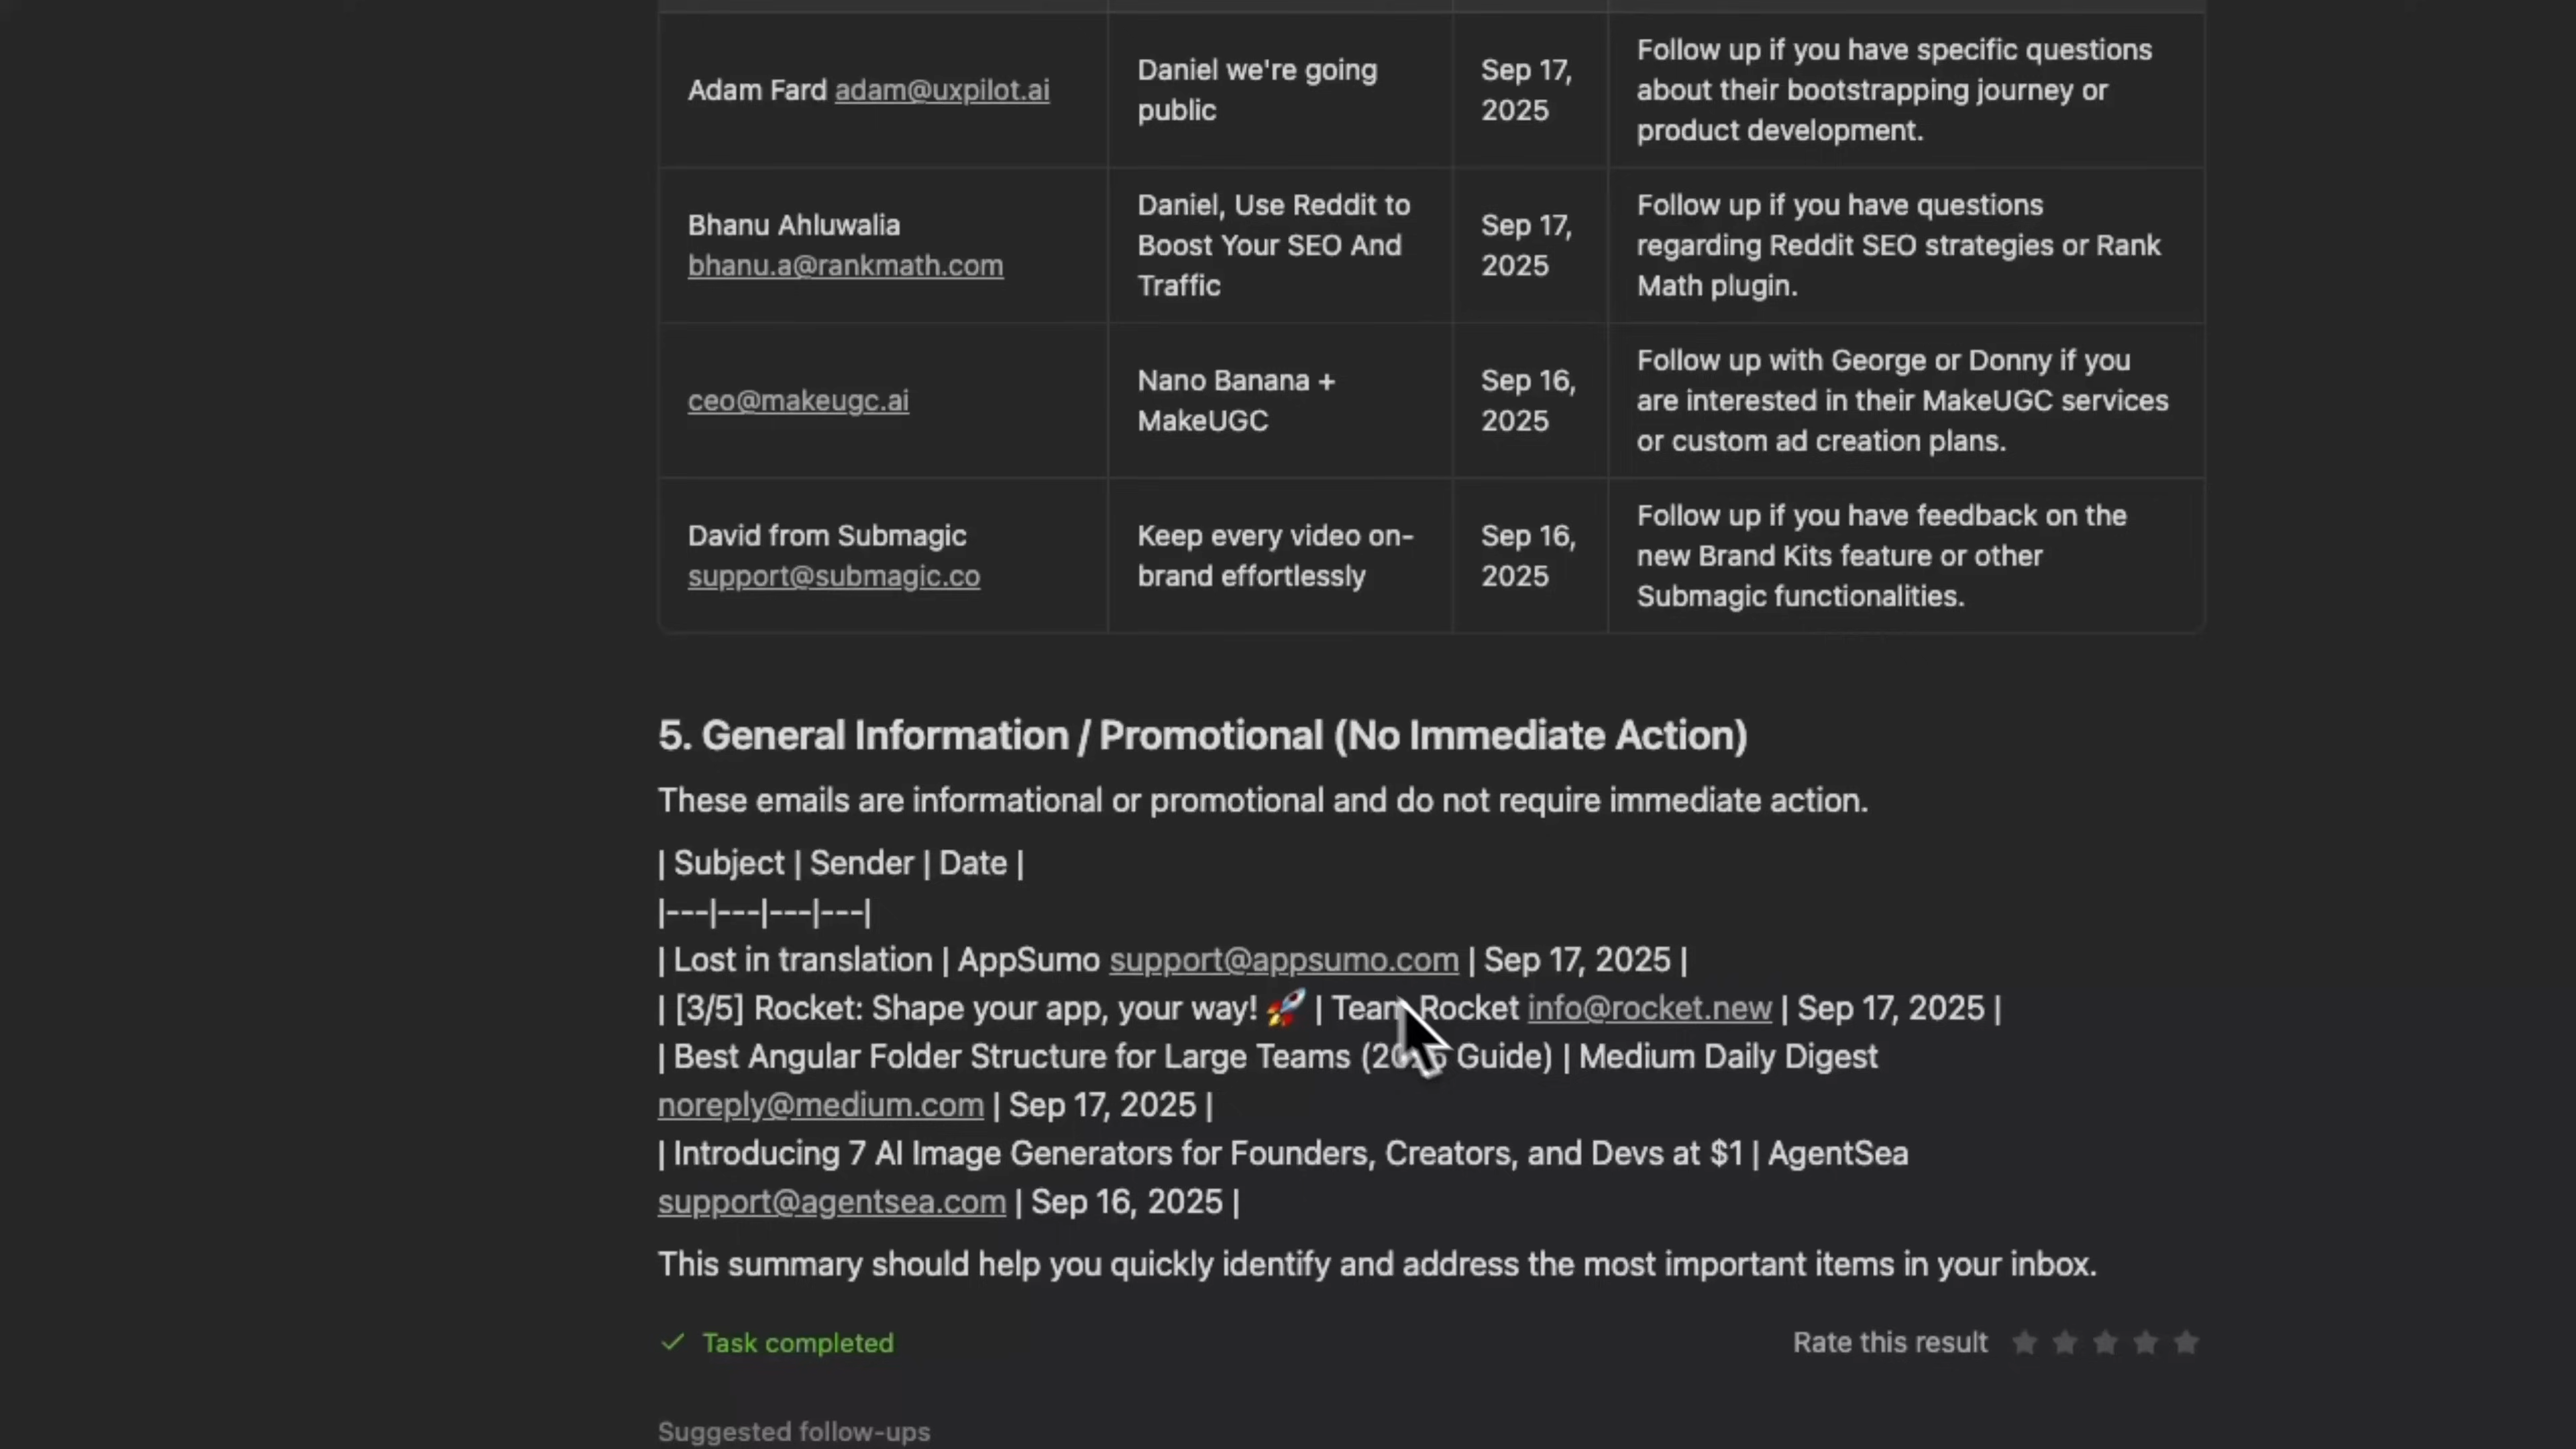 Adam Fard adam@uxpilot.ai
Daniel we're going
public
Sep 17,
2025
Follow up if you have specific questions
about their bootstrapping journey or
product development.
Bhanu Ahluwalia
bhanu.a@rankmath.com
Daniel, Use Reddit to
Boost Your SEO And
Traffic
Sep 17,
2025
Follow up if you have questions
regarding Reddit SEO strategies or Rank
Math plugin.
ceo@makeugc.ai
Nano Banana +
MakeUGC
Sep 16,
2025
Follow up with George or Donny if you
are interested in their MakeUGC services
or custom ad creation plans.
David from Submagic
support@submagic.co
Keep every video on-
brand effortlessly
Sep 16,
2025
Follow up if you have feedback on the
new Brand Kits feature or other
Submagic functionalities.
5. General Information / Promotional (No Immediate Action)
These emails are informational or promotional and do not require immediate action.
| Subject | Sender | Date |
|---|---|---|---|
| Lost in translation | AppSumo support@appsumo.com | Sep 17, 2025 |
| [3/5] Rocket: Shape your app, your way! 🚀 | Team Rocket info@rocket.new | Sep 17, 2025 |
| Best Angular Folder Structure for Large Teams (2025 Guide) | Medium Daily Digest
noreply@medium.com | Sep 17, 2025 |
| Introducing 7 AI Image Generators for Founders, Creators, and Devs at $1 | AgentSea
support@agentsea.com | Sep 16, 2025 |
This summary should help you quickly identify and address the most important items in your inbox.
Task completed
Rate this result
Suggested follow-ups